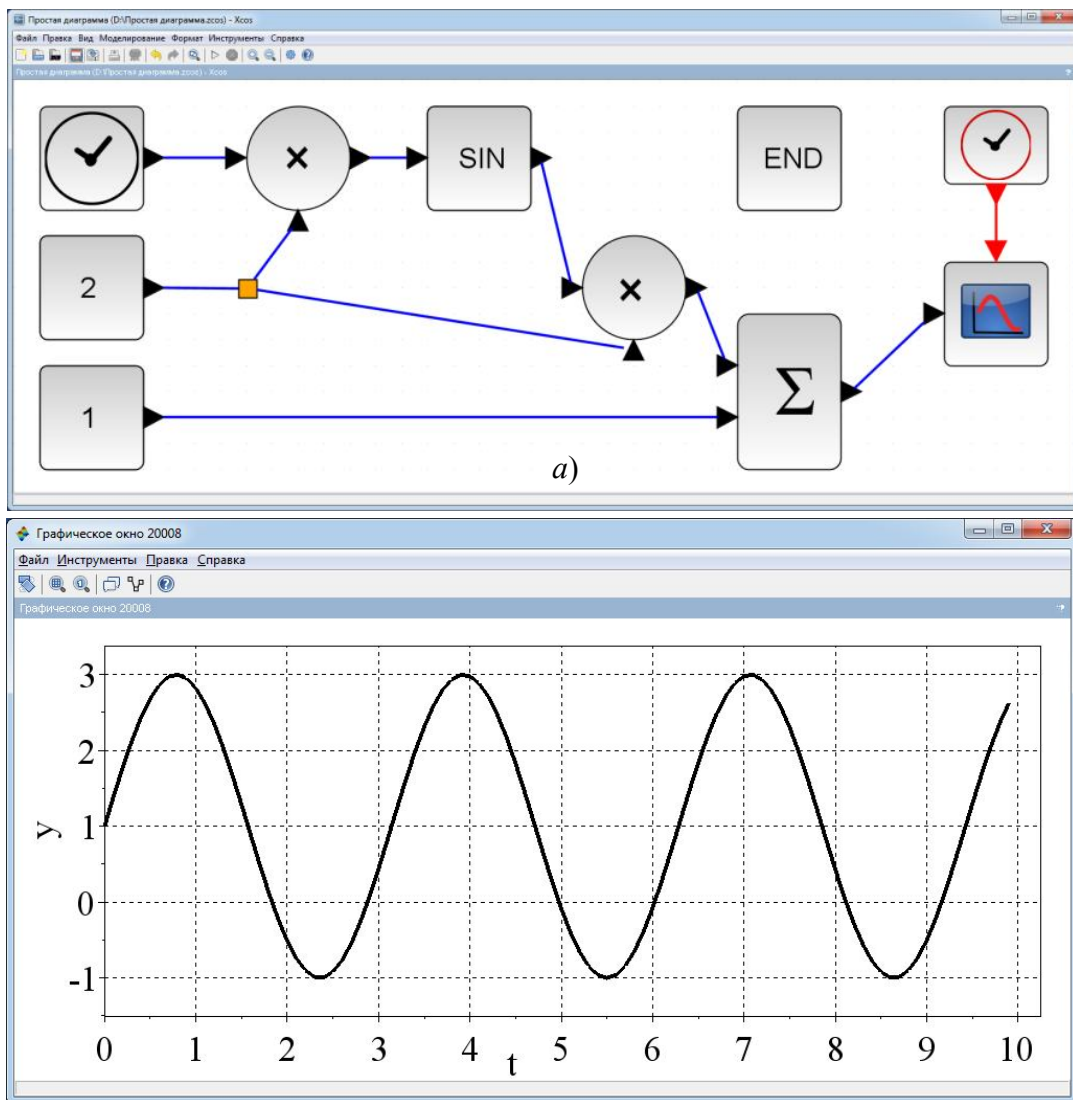 Простая диаграмма (D:\Простая диаграмма.zcos) - Xcos
Файл Правка Вид Моделирование Формат Инструменты Справка
Простая диаграмма (D:\Простая диаграмма.zcos) - Xcos
× SIN END
2 ×
Σ
1
а)
Графическое окно 20008
Файл Инструменты Правка Справка
Графическое окно 20008
3
2
y 1
0
-1
0 1 2 3 4 5 6 7 8 9 10
t